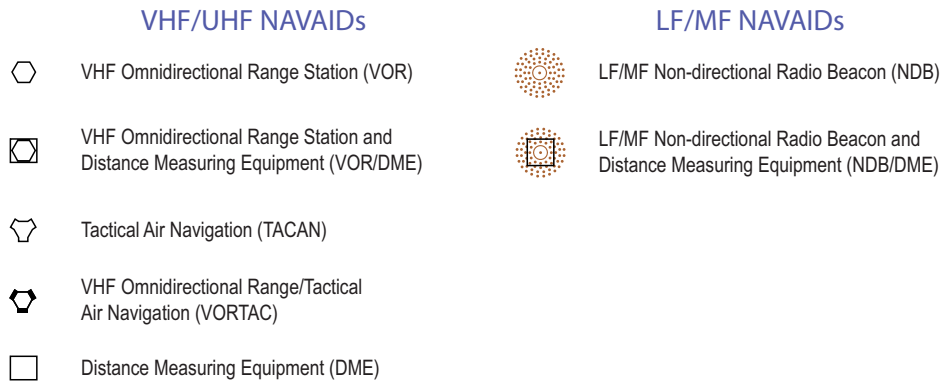 VHF/UHF NAVAIDs
VHF Omnidirectional Range Station (VOR)
VHF Omnidirectional Range Station and
Distance Measuring Equipment (VOR/DME)
Tactical Air Navigation (TACAN)
VHF Omnidirectional Range/Tactical
Air Navigation (VORTAC)
Distance Measuring Equipment (DME)
LF/MF NAVAIDs
LF/MF Non-directional Radio Beacon (NDB)
LF/MF Non-directional Radio Beacon and
Distance Measuring Equipment (NDB/DME)